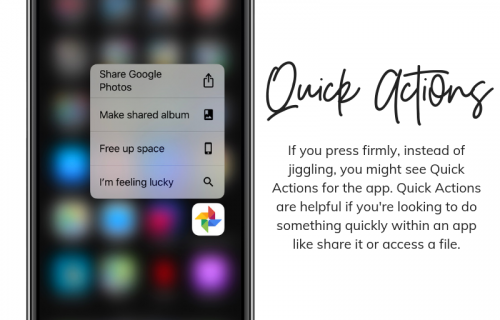 Share Google
Photos
Make shared album
Free up space
I'm feeling lucky
Quick Actions
If you press firmly, instead of
jiggling, you might see Quick
Actions for the app. Quick Actions
are helpful if you're looking to do
something quickly within an app
like share it or access a file.